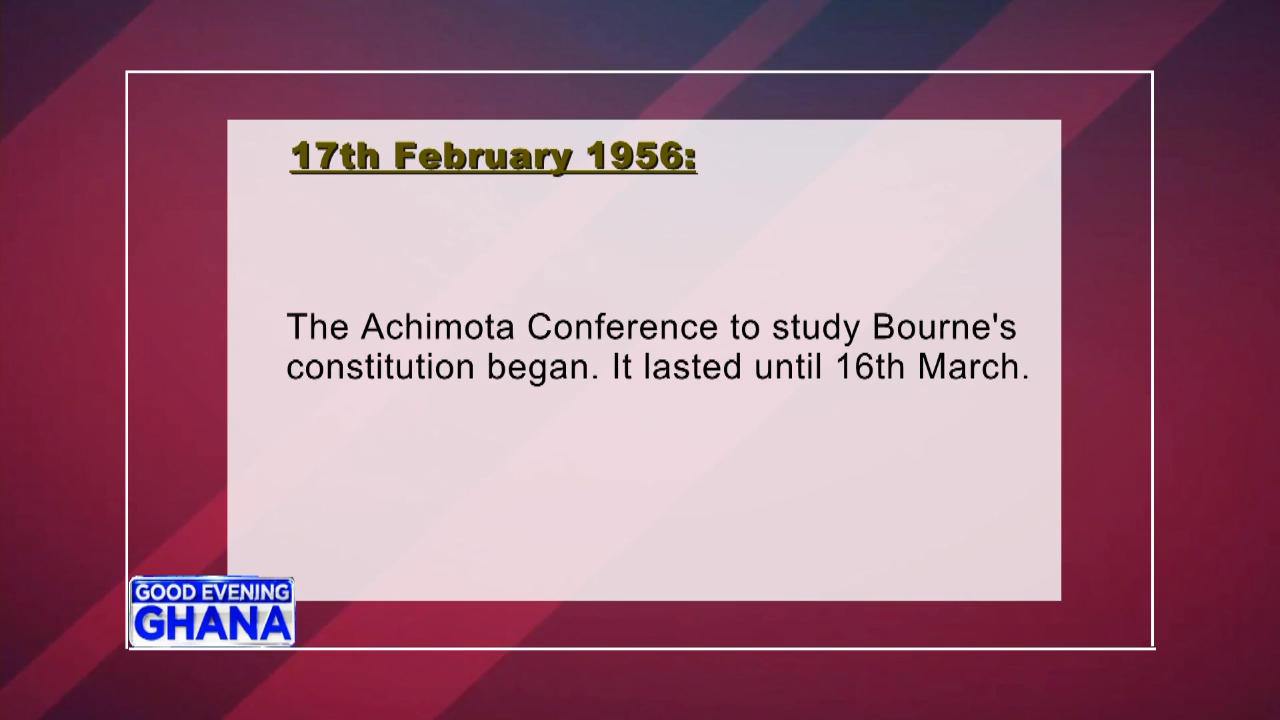 17th February 1956:
The Achimota Conference to study Bourne's
constitution began. It lasted until 16th March.
GOOD EVENING
GHANA